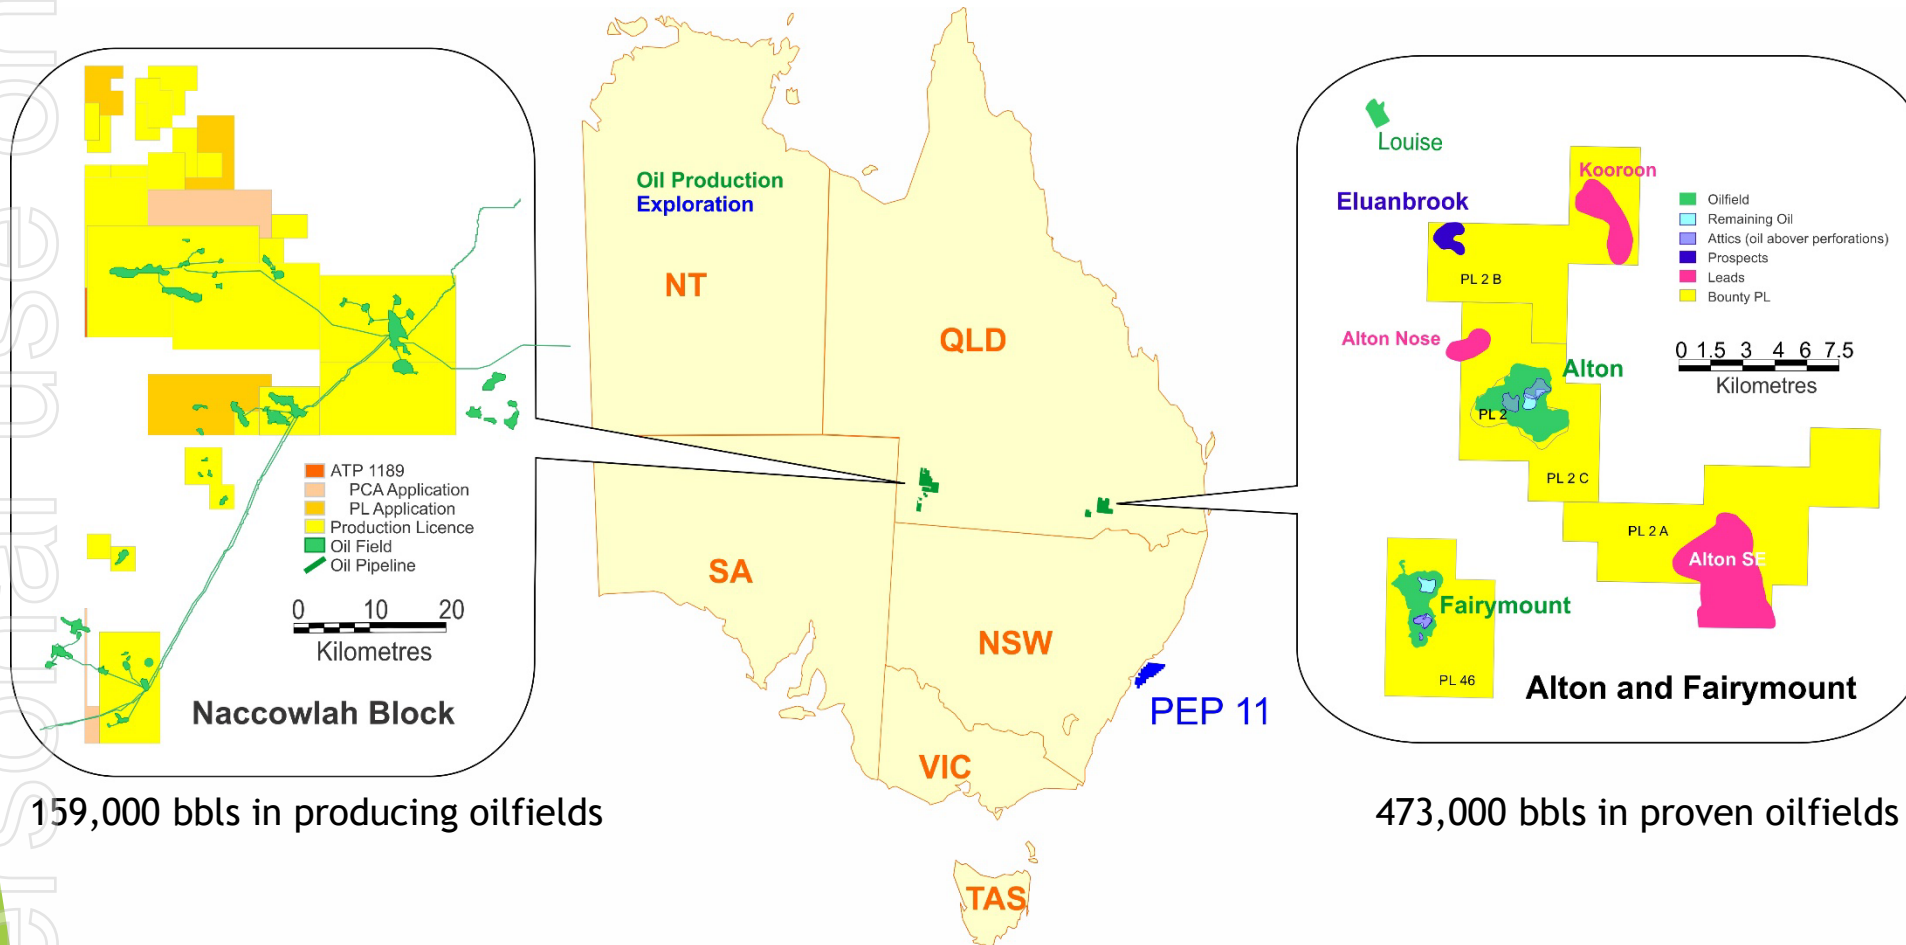 ersonal use on
ATP 1189
PCA Application
PL Application
Production Licence
Oil Field
Oil Pipeline
0 10 20
Kilometres
Naccowlah Block
159,000 bbls in producing oilfields
Oil Production
Exploration
NT
QLD
SA
NSW
VIC
TAS
PEP 11
Louise
Kooroon
Eluanbrook
PL 2 B
Alton Nose
Alton
PL 2
PL 2 C
PL 2 A
Alton SE
Fairymount
PL 46
Oilfield
Remaining Oil
Attics (oil abover perforations)
Prospects
Leads
Bounty PL
0 1.5 3 4 6 7.5
Kilometres
Alton and Fairymount
473,000 bbls in proven oilfields